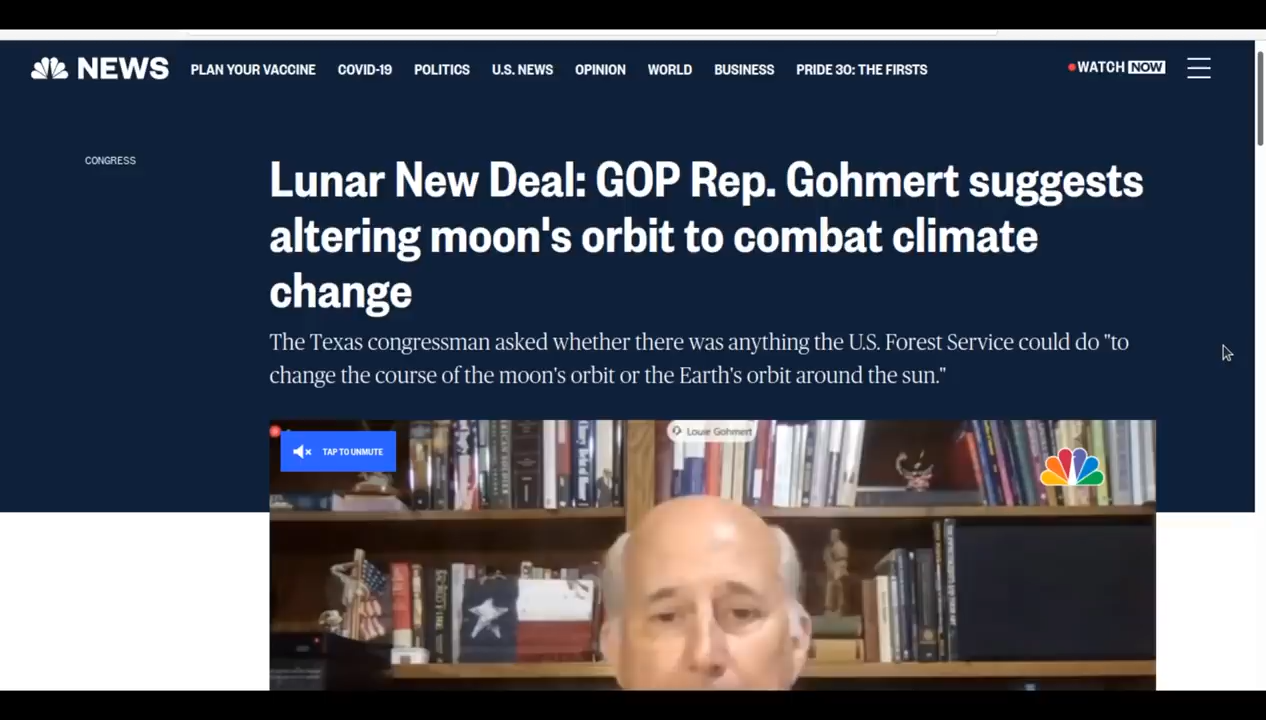 NEWS PLAN YOUR VACCINE COVID-19 POLITICS U.S. NEWS OPINION WORLD BUSINESS PRIDE 30: THE FIRSTS WATCH NOW
CONGRESS
Lunar New Deal: GOP Rep. Gohmert suggests
altering moon's orbit to combat climate
change
The Texas congressman asked whether there was anything the U.S. Forest Service could do "to
change the course of the moon's orbit or the Earth's orbit around the sun."
TAP TO UNMUTE
Louie Gohmert